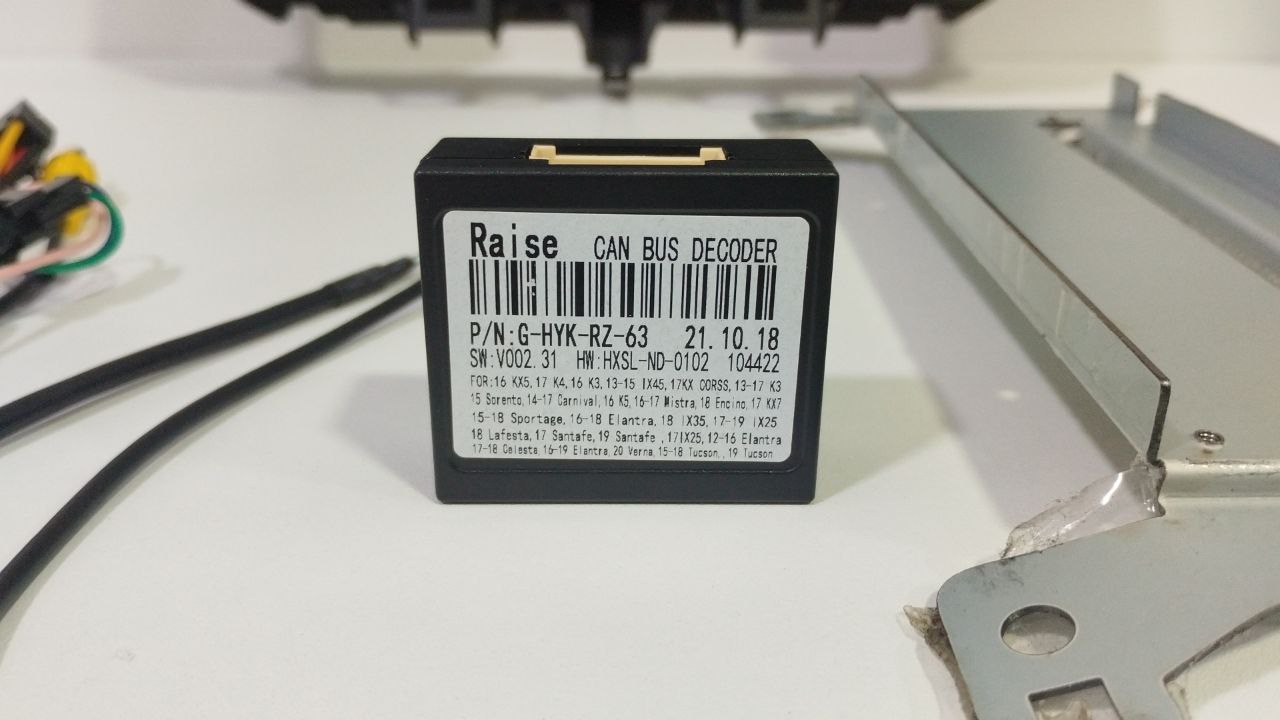 Raise CAN BUS DECODER
P/N:G-HYK-RZ-63 21.10.18
SW:V002.31 HW:HXSL-ND-0102 104422
FOR:16 KX5, 17 K4, 16 K3, 13-15 IX45, 17KX CORSS, 13-17 K3
15 Sorento, 14-17 Carnival, 16 K5, 16-17 Mistra, 18 Encino, 17 KX7
15-18 Sportage, 16-18 Elantra, 18 IX35, 17-19 IX25
18 Lafesta, 17 Santafe, 19 Santafe , 17IX25, 12-16 Elantra
17-18 Celesta, 16-19 Elantra, 20 Verna, 15-18 Tucson, , 19 Tucson